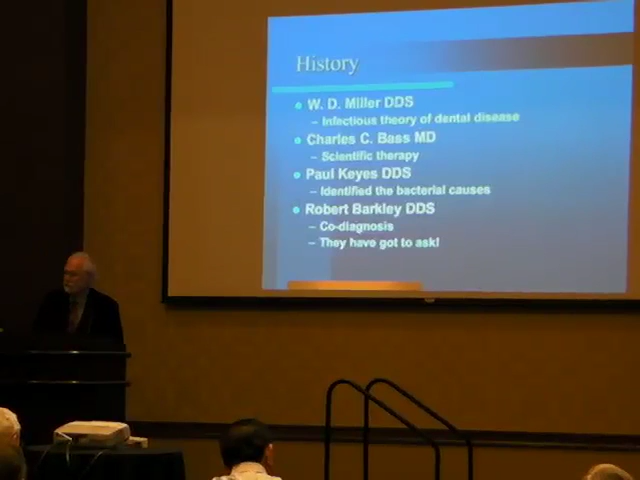 History
W. D. Miller DDS
– Infectious theory of dental disease
Charles C. Bass MD
– Scientific therapy
Paul Keyes DDS
– Identified the bacterial causes
Robert Barkley DDS
– Co-diagnosis
– They have got to ask!